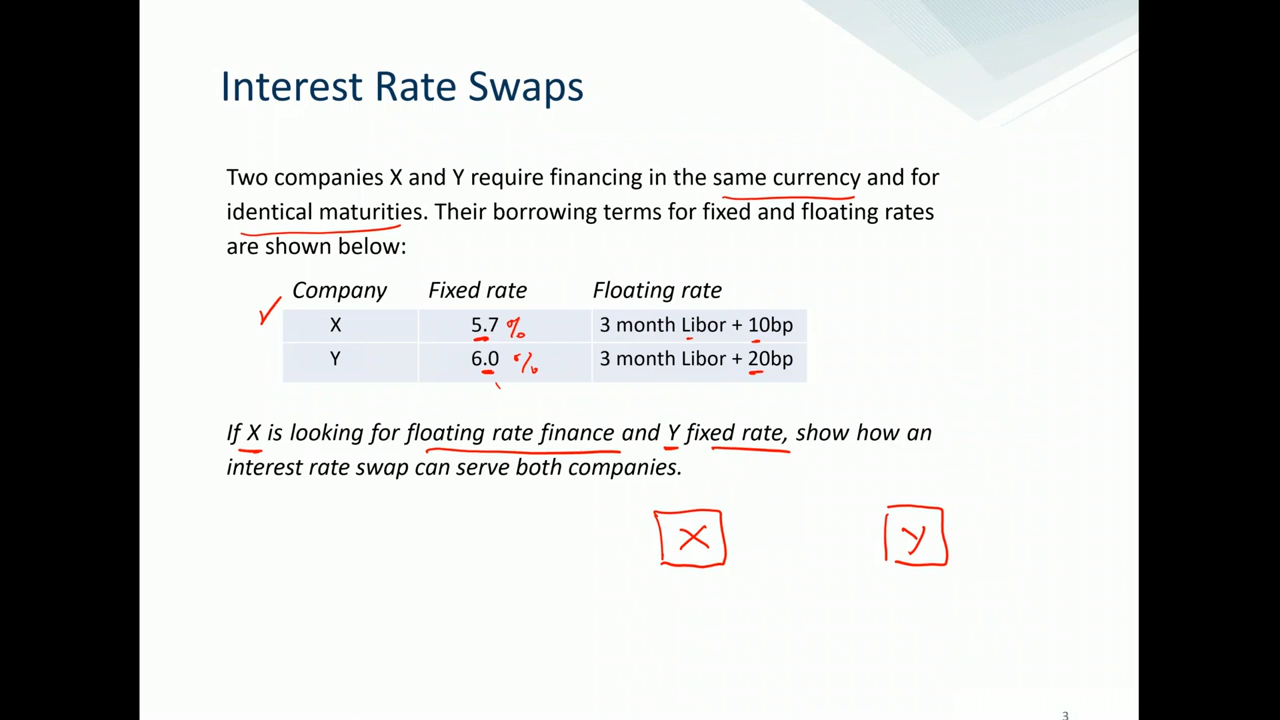 Interest Rate Swaps
Two companies X and Y require financing in the same currency and for
identical maturities. Their borrowing terms for fixed and floating rates
are shown below:
Company Fixed rate Floating rate
X 5.7 % 3 month Libor + 10bp
Y 6.0 % 3 month Libor + 20bp
If X is looking for floating rate finance and Y fixed rate, show how an
interest rate swap can serve both companies.
X Y
3